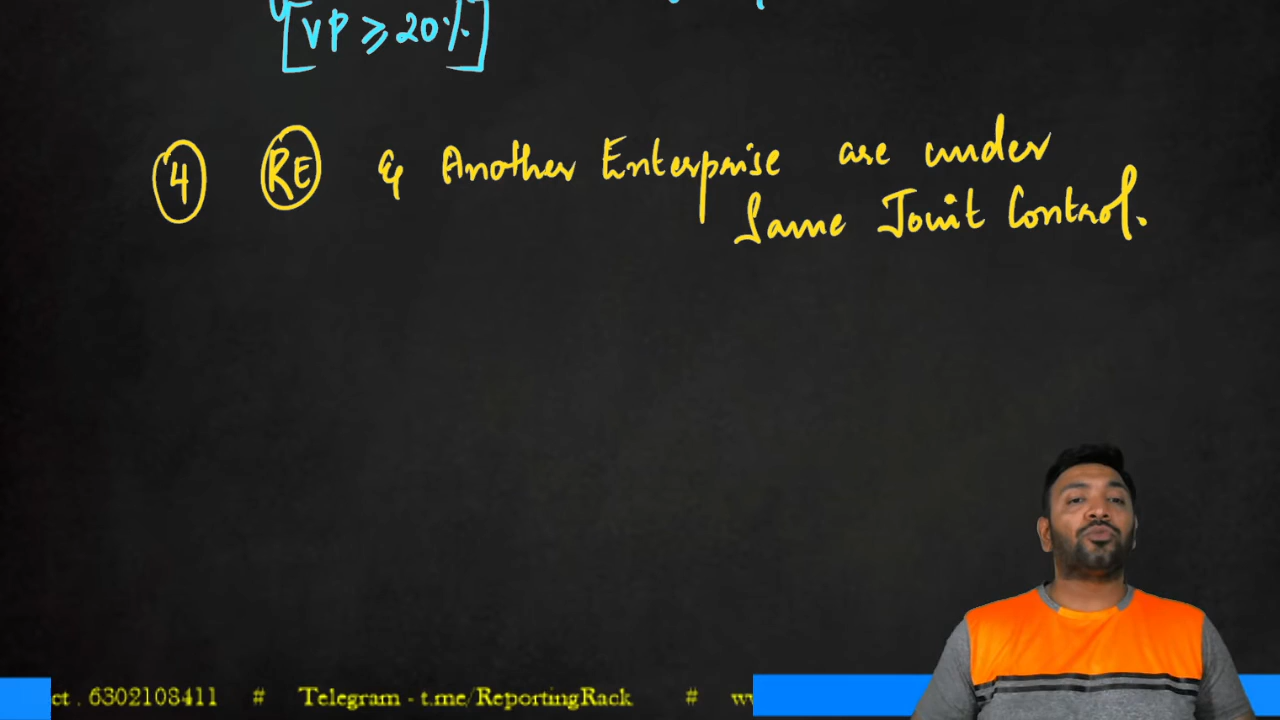 [VP ⩾ 20%]
④ RE & Another Enterprise are under
Same Joint Control.
ct . 6302108411 # Telegram - t.me/ReportingRack # w